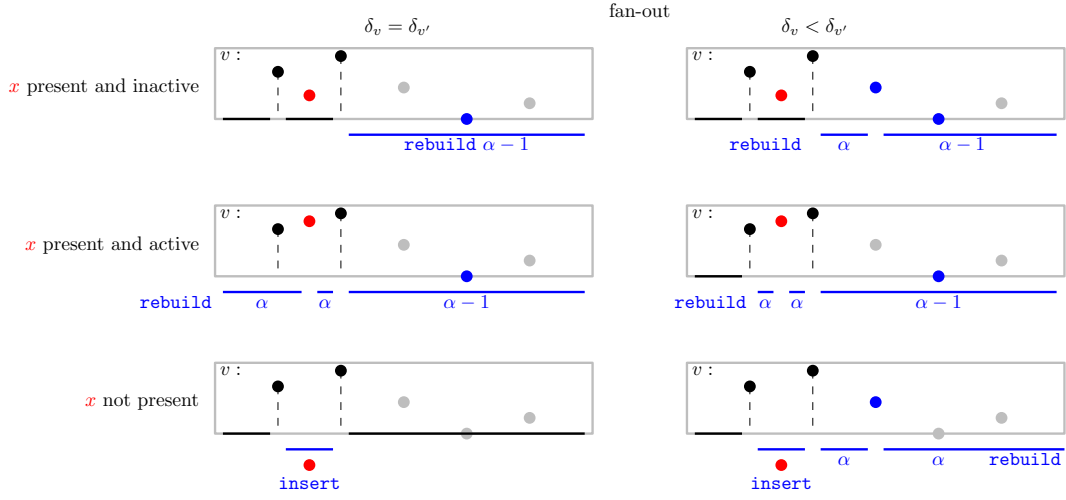 fan-out
δ_v = δ_{v′}
δ_v < δ_{v′}
v :
v :
x present and inactive
rebuild α − 1
rebuild
α
α − 1
v :
v :
x present and active
rebuild
α
α
α − 1
rebuild
α
α
α − 1
v :
v :
x not present
insert
α
α
rebuild
insert